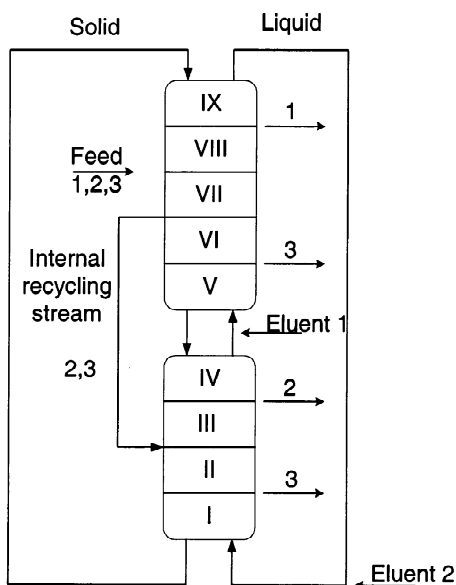 Solid
Liquid
IX
1
VIII
Feed
1,2,3
VII
VI
3
Internal
recycling
stream
V
Eluent 1
2,3
IV
2
III
II
3
I
Eluent 2